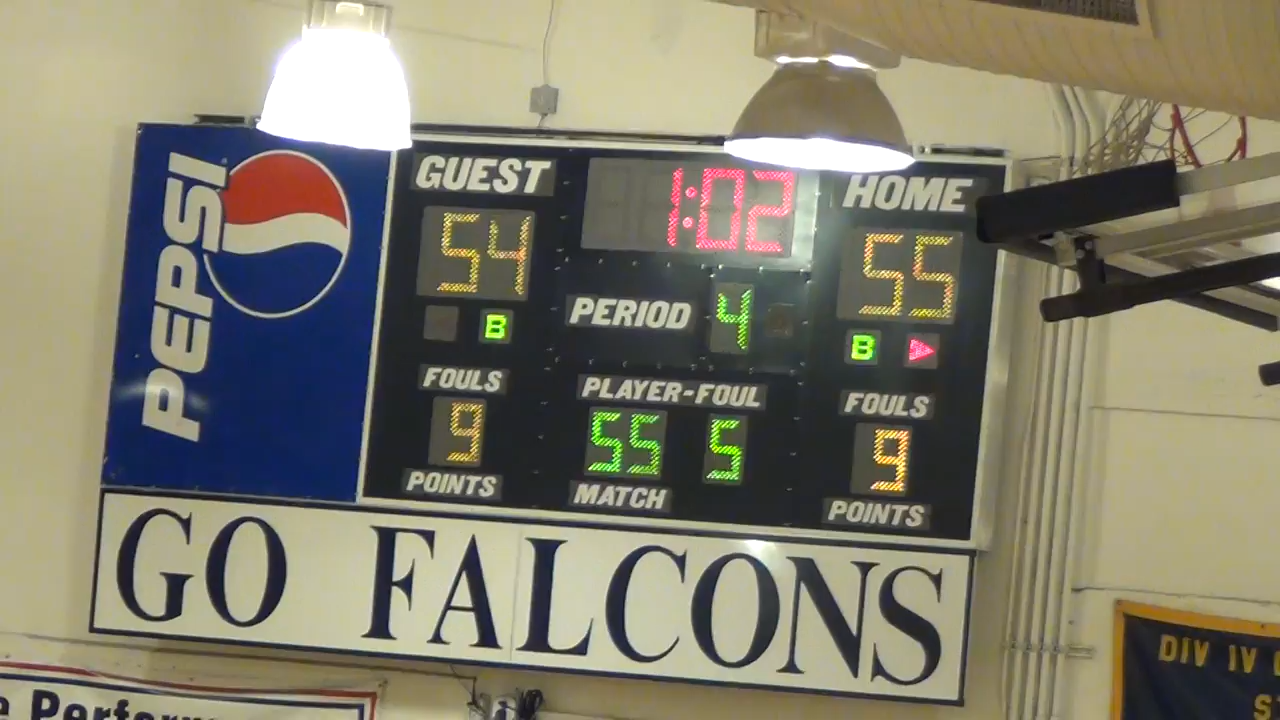 PEPSI
GUEST 1:02 HOME
54 55
PERIOD 4
B B
FOULS PLAYER-FOUL FOULS
9 55 5 9
POINTS MATCH POINTS
GO FALCONS
DIV IV